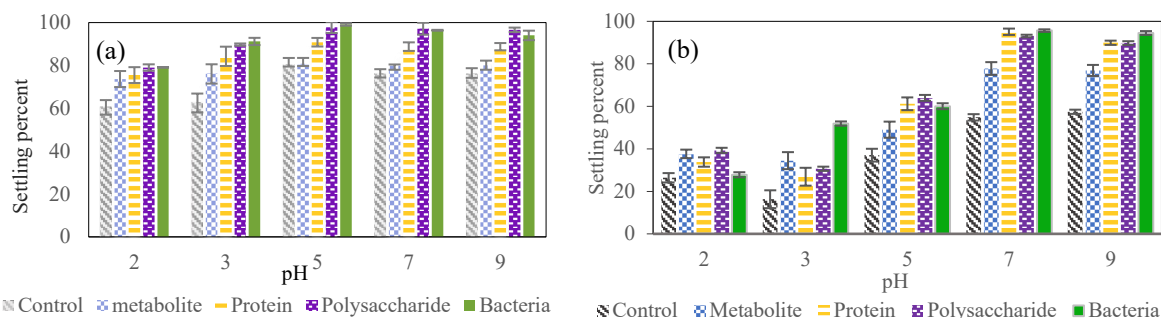 (a)
Settling percent
100
80
60
40
20
0
2 3 5 7 9
pH
Control metabolite Protein Polysaccharide Bacteria
(b)
Settling percent
100
80
60
40
20
0
2 3 5 7 9
pH
Control Metabolite Protein Polysaccharide Bacteria